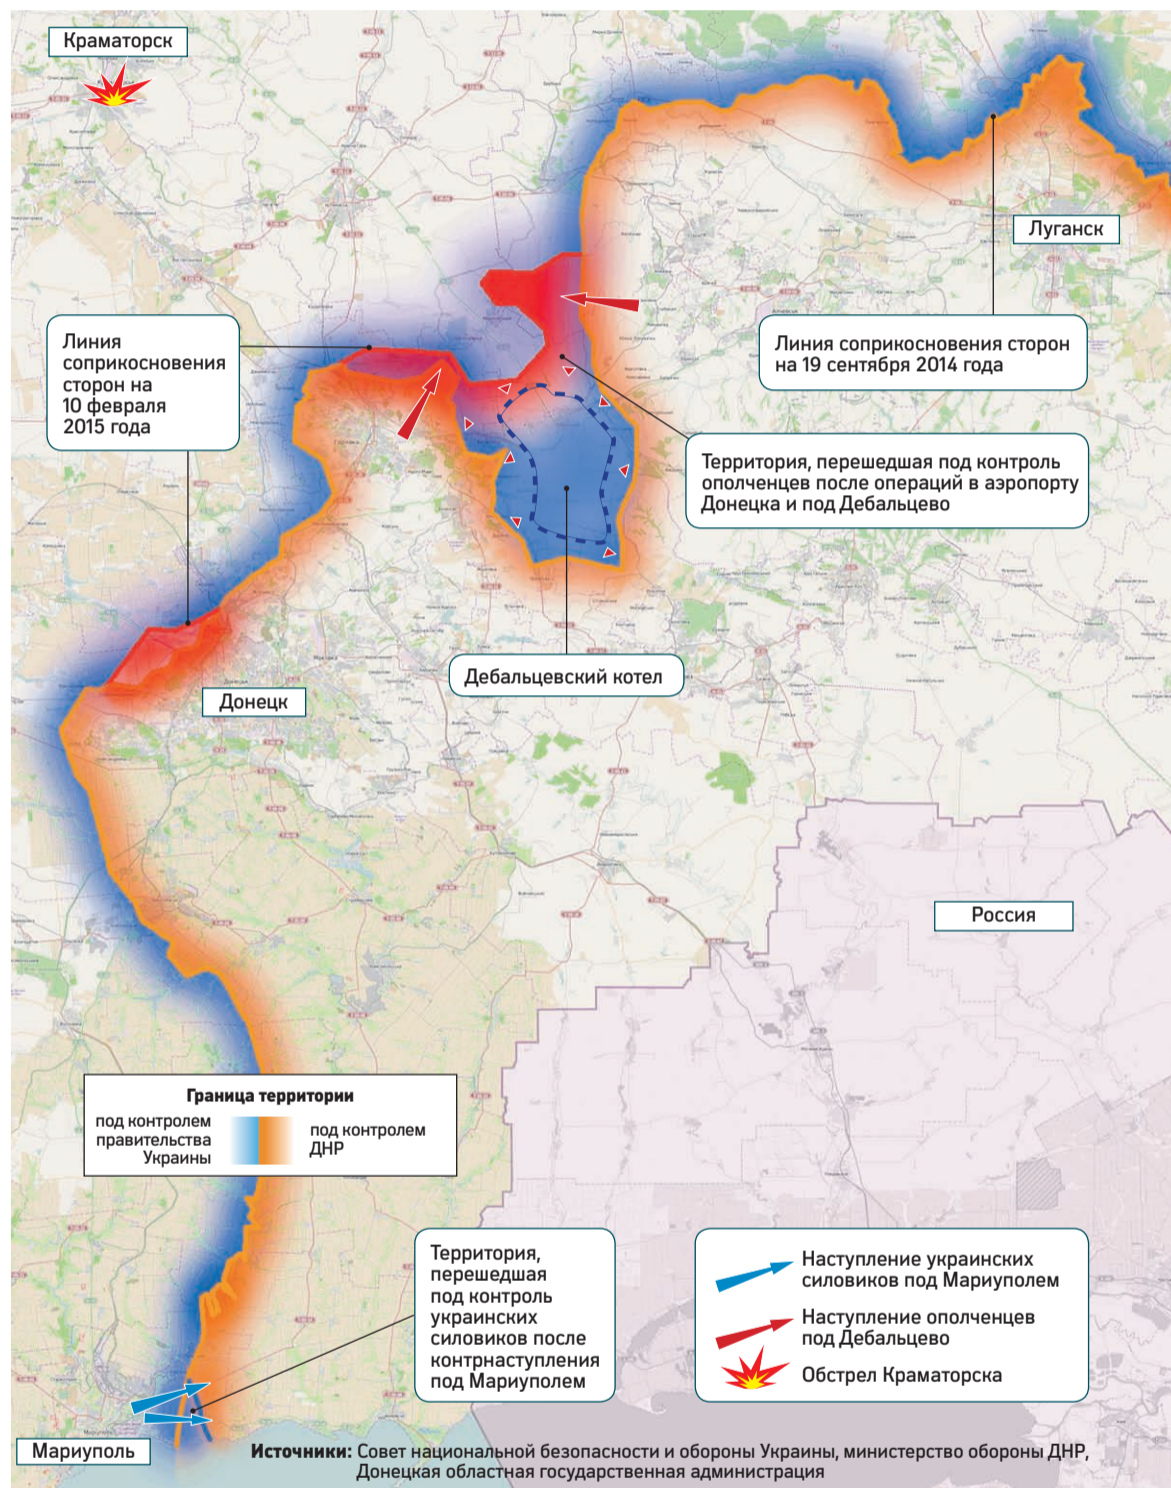 Краматорск
Луганск
Линия
соприкосновения
сторон на
10 февраля
2015 года
Линия соприкосновения сторон
на 19 сентября 2014 года
Территория, перешедшая под контроль
ополченцев после операций в аэропорту
Донецка и под Дебальцево
Дебальцевский котел
Донецк
Россия
Граница территории
под контролем
правительства
Украины
под контролем
ДНР
Территория,
перешедшая
под контроль
украинских
силовиков после
контрнаступления
под Мариуполем
Наступление украинских
силовиков под Мариуполем
Наступление ополченцев
под Дебальцево
Обстрел Краматорска
Мариуполь
Источники: Совет национальной безопасности и обороны Украины, министерство обороны ДНР,
Донецкая областная государственная администрация